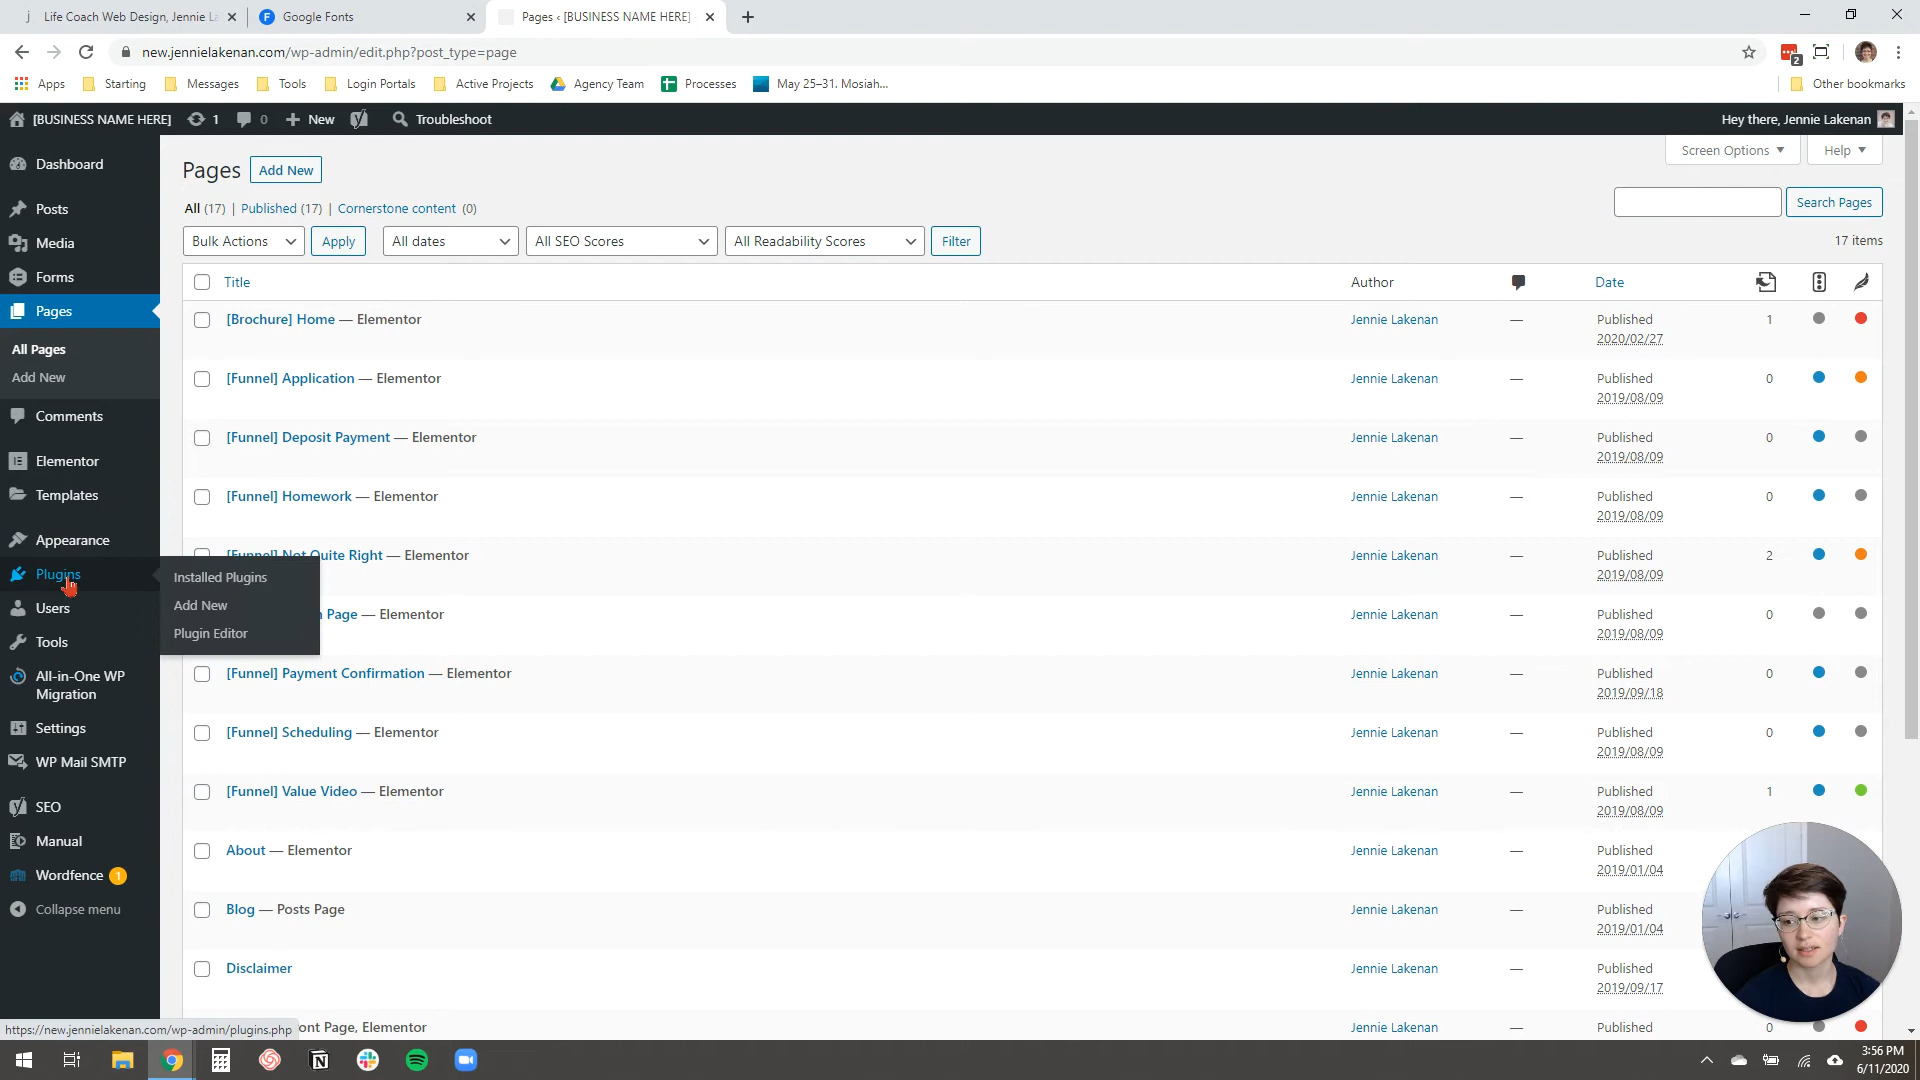 Life Coach Web Design, Jennie La
Google Fonts
Pages ‹ [BUSINESS NAME HERE]
new.jennielakenan.com/wp-admin/edit.php?post_type=page
2
Apps
Starting
Messages
Tools
Login Portals
Active Projects
Agency Team
Processes
May 25–31. Mosiah...
Other bookmarks
[BUSINESS NAME HERE]
1
0
New
Troubleshoot
Hey there, Jennie Lakenan
Dashboard
Posts
Media
Forms
Pages
All Pages
Add New
Comments
Elementor
Templates
Appearance
Plugins
Users
Tools
All-in-One WP
Migration
Settings
WP Mail SMTP
SEO
Manual
Wordfence 1
Collapse menu
Installed Plugins
Add New
Plugin Editor
Pages Add New
Screen Options
Help
All (17) | Published (17) | Cornerstone content (0)
Search Pages
Bulk Actions
Apply
All dates
All SEO Scores
All Readability Scores
Filter
17 items
Title
Author
Date
[Brochure] Home — Elementor
Jennie Lakenan
—
Published
2020/02/27
1
[Funnel] Application — Elementor
Jennie Lakenan
—
Published
2019/08/09
0
[Funnel] Deposit Payment — Elementor
Jennie Lakenan
—
Published
2019/08/09
0
[Funnel] Homework — Elementor
Jennie Lakenan
—
Published
2019/08/09
0
[Funnel] Not Quite Right — Elementor
Jennie Lakenan
—
Published
2019/08/09
2
Page — Elementor
Jennie Lakenan
—
Published
2019/08/09
0
[Funnel] Payment Confirmation — Elementor
Jennie Lakenan
—
Published
2019/09/18
0
[Funnel] Scheduling — Elementor
Jennie Lakenan
—
Published
2019/08/09
0
[Funnel] Value Video — Elementor
Jennie Lakenan
—
Published
2019/08/09
1
About — Elementor
Jennie Lakenan
—
Published
2019/01/04
Blog — Posts Page
Jennie Lakenan
—
Published
2019/01/04
Disclaimer
Jennie Lakenan
—
Published
2019/09/17
ont Page, Elementor
Jennie Lakenan
—
Published
0
https://new.jennielakenan.com/wp-admin/plugins.php
3:56 PM
6/11/2020